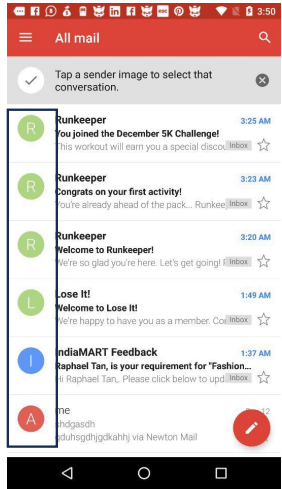 3:50
All mail
Tap a sender image to select that
conversation.
R
Runkeeper
3:25 AM
You joined the December 5K Challenge!
This workout will earn you a special discou
Inbox
R
Runkeeper
3:23 AM
Congrats on your first activity!
You're already ahead of the pack... Runkee
Inbox
R
Runkeeper
3:20 AM
Welcome to Runkeeper!
We're so glad you're here. Let's get going!
Inbox
L
Lose It!
1:49 AM
Welcome to Lose It!
We're happy to have you as a member. Co
Inbox
I
IndiaMART Feedback
1:37 AM
Raphael Tan, is your requirement for "Fashion...
Hi Raphael Tan, Please click below to upd
Inbox
A
me
12
shdgasdh
gduhsgdhjgdkahhj via Newton Mail